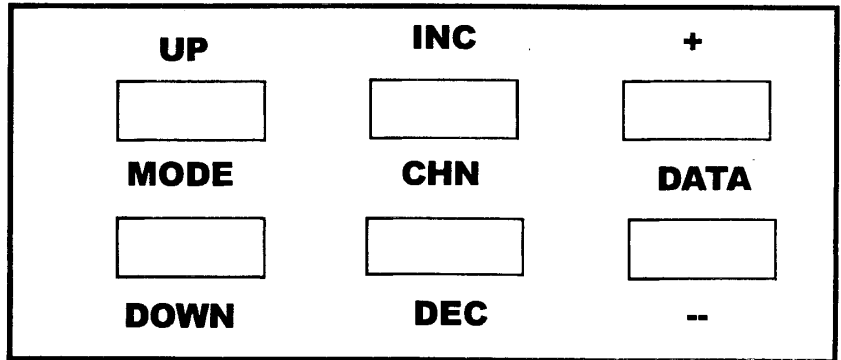 UP INC +
MODE CHN DATA
DOWN DEC --